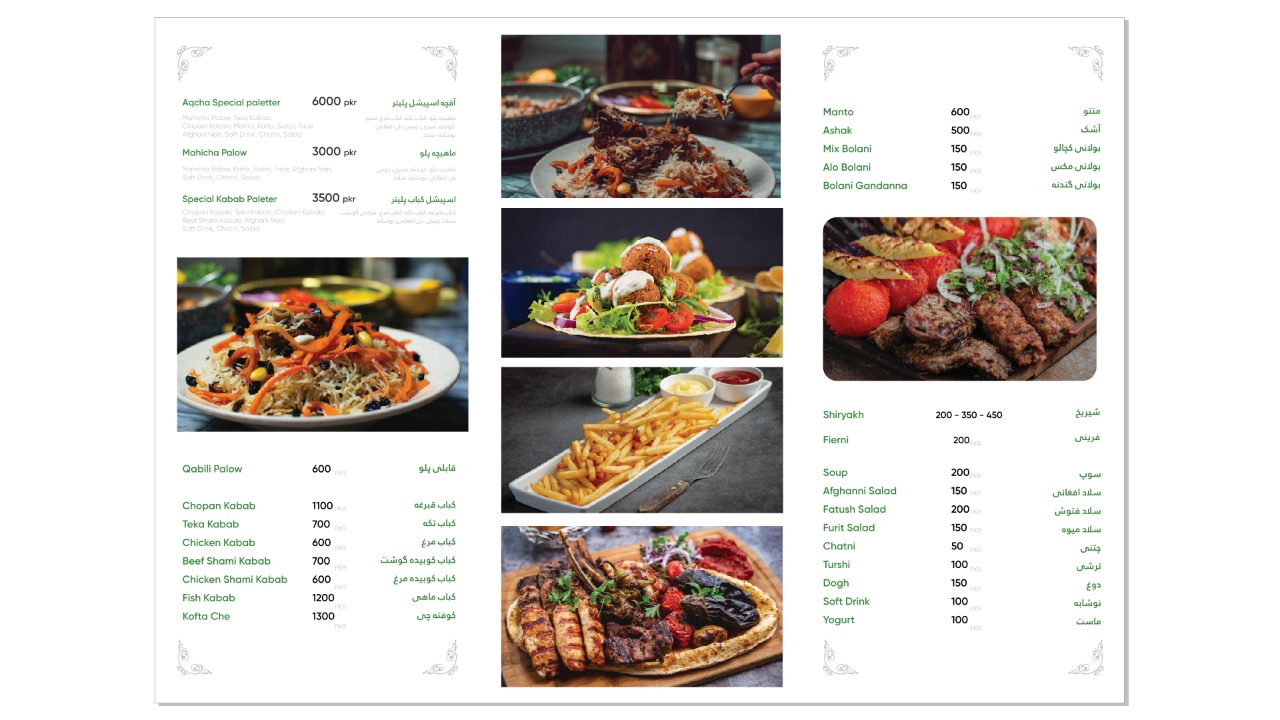 Aqcha Special paletter 6000 pkr آقچه اسپیشل پلیتر
Mahicha Palow, Teka Kabab,
Chicken Kabab, Manto, Kofta, Sabzi, Friae
Afghani Nan, Soft Drink, Chatni, Salad
Mahicha Palow 3000 pkr ماهیچه پلو
Mahicha Palow, Kofta, Sabzi, Friae, Afghani Nan,
Soft Drink, Chatni, Salad
Special Kabab Paleter 3500 pkr اسپیشل کباب پلیتر
Chopan Kabab, Teka Kabab, Chicken Kabab,
Beef Shami Kabab, Afghani Nan,
Soft Drink, Chatni, Salad
Qabili Palow 600 PKR قابلی پلو
Chopan Kabab 1100 PKR کباب قبرغه
Teka Kabab 700 PKR کباب تکه
Chicken Kabab 600 PKR کباب مرغ
Beef Shami Kabab 700 PKR کباب کوبیده گوشت
Chicken Shami Kabab 600 PKR کباب کوبیده مرغ
Fish Kabab 1200 PKR کباب ماهی
Kofta Che 1300 PKR کوفته چی
Manto 600 PKR منتو
Ashak 500 PKR آشک
Mix Bolani 150 PKR بولانی کچالو
Alo Bolani 150 PKR بولانی مکس
Bolani Gandanna 150 PKR بولانی گندنه
Shiryakh 200 - 350 - 450 شیریخ
Fierni 200 PKR فرینی
Soup 200 PKR سوپ
Afghanni Salad 150 PKR سلاد افغانی
Fatush Salad 200 PKR سلاد فتوش
Furit Salad 150 PKR سلاد میوه
Chatni 50 PKR چتنی
Turshi 100 PKR ترشی
Dogh 150 PKR دوغ
Soft Drink 100 PKR نوشابه
Yogurt 100 PKR ماست